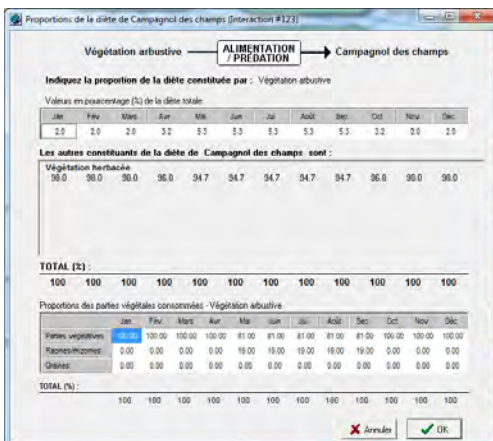 Proportions de la diète de Campagnol des champs (Interaction #123)
Végétation arbustive ALIMENTATION / PRÉDATION Campagnol des champs
Indiquez la proportion de la diète constituée par : Végétation arbustive
Valeurs en pourcentage (%) de la diète totale
Jan Fév Mars Avr Mai Juin Jul Août Sep Oct Nov Déc
2.0 2.0 2.0 3.2 5.3 5.3 5.3 5.3 5.3 3.2 2.0 2.0
Les autres constituants de la diète de Campagnol des champs sont :
Végétation herbacée
98.0 98.0 98.0 96.8 94.7 94.7 94.7 94.7 94.7 96.8 98.0 98.0
TOTAL (%) :
100 100 100 100 100 100 100 100 100 100 100 100
Proportions des parties végétales consommées - Végétation arbustive
Jan Fév Mars Avr Mai Juin Jul Août Sep Oct Nov Déc
Parties végétatives 100.00 100.00 100.00 100.00 81.00 81.00 81.00 81.00 81.00 100.00 100.00 100.00
Racines/rhizomes 0.00 0.00 0.00 0.00 19.00 19.00 19.00 19.00 19.00 0.00 0.00 0.00
Graines 0.00 0.00 0.00 0.00 0.00 0.00 0.00 0.00 0.00 0.00 0.00 0.00
TOTAL (%) :
100 100 100 100 100 100 100 100 100 100 100 100
Annuler OK